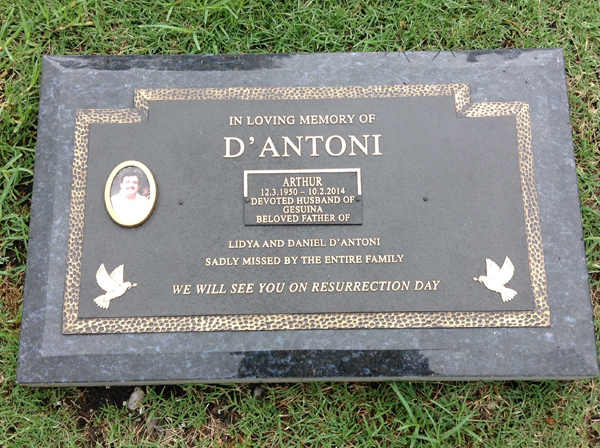 IN LOVING MEMORY OF
D'ANTONI
ARTHUR
12.3.1950 – 10.2.2014
DEVOTED HUSBAND OF
GESUINA
BELOVED FATHER OF
LIDYA AND DANIEL D'ANTONI
SADLY MISSED BY THE ENTIRE FAMILY
WE WILL SEE YOU ON RESURRECTION DAY